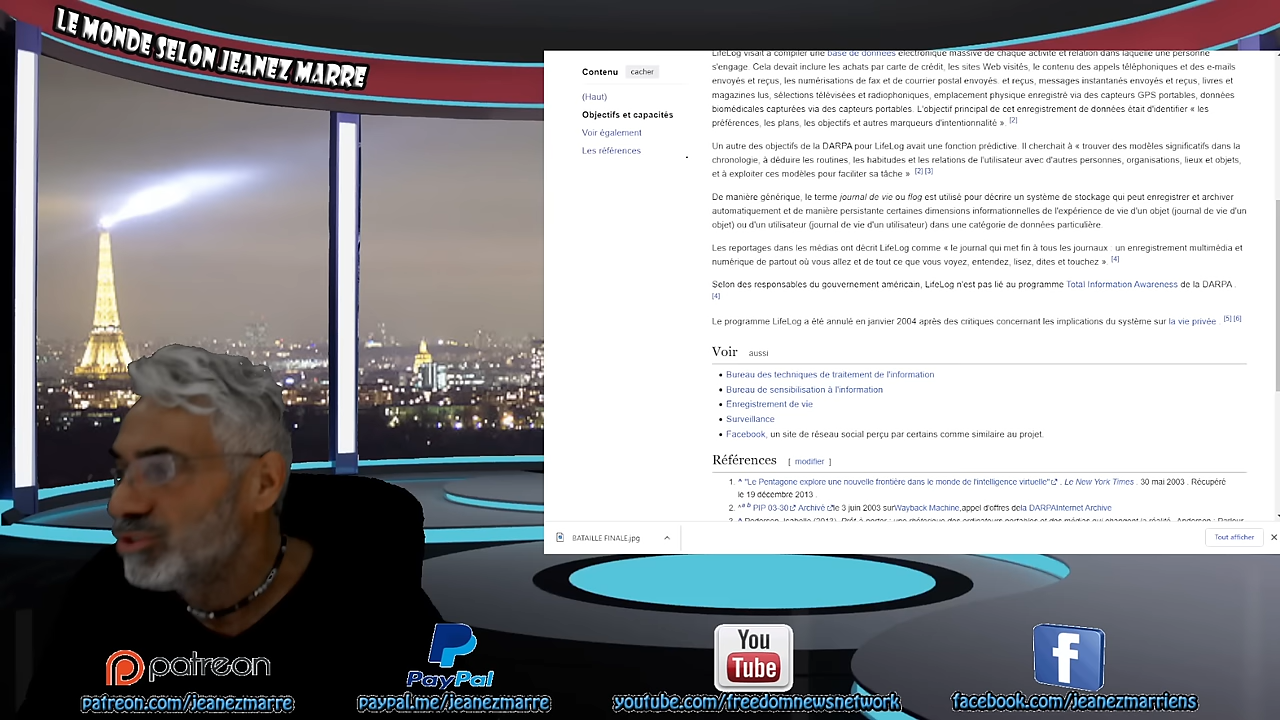 LE MONDE SELON JEANEZ MARRE
Contenu cacher
(Haut)
Objectifs et capacités
Voir également
Les références
LifeLog visait à compiler une base de données électronique massive de chaque activité et relation dans laquelle une personne
s'engage. Cela devait inclure les achats par carte de crédit, les sites Web visités, le contenu des appels téléphoniques et des e-mails
envoyés et reçus, les numérisations de fax et de courrier postal envoyés. et reçus, messages instantanés envoyés et reçus, livres et
magazines lus, sélections télévisées et radiophoniques, emplacement physique enregistré via des capteurs GPS portables, données
biomédicales capturées via des capteurs portables. L'objectif principal de cet enregistrement de données était d'identifier « les
préférences, les plans, les objectifs et autres marqueurs d'intentionnalité ». [2]
Un autre des objectifs de la DARPA pour LifeLog avait une fonction prédictive. Il cherchait à « trouver des modèles significatifs dans la
chronologie, à déduire les routines, les habitudes et les relations de l'utilisateur avec d'autres personnes, organisations, lieux et objets,
et à exploiter ces modèles pour faciliter sa tâche » [2] [3]
De manière générique, le terme journal de vie ou flog est utilisé pour décrire un système de stockage qui peut enregistrer et archiver
automatiquement et de manière persistante certaines dimensions informationnelles de l'expérience de vie d'un objet (journal de vie d'un
objet) ou d'un utilisateur (journal de vie d'un utilisateur) dans une catégorie de données particulière.
Les reportages dans les médias ont décrit LifeLog comme « le journal qui met fin à tous les journaux : un enregistrement multimédia et
numérique de partout où vous allez et de tout ce que vous voyez, entendez, lisez, dites et touchez ». [4]
Selon des responsables du gouvernement américain, LifeLog n'est pas lié au programme Total Information Awareness de la DARPA .
[4]
Le programme LifeLog a été annulé en janvier 2004 après des critiques concernant les implications du système sur la vie privée . [5] [6]
Voir aussi
• Bureau des techniques de traitement de l'information
• Bureau de sensibilisation à l'information
• Enregistrement de vie
• Surveillance
• Facebook, un site de réseau social perçu par certains comme similaire au projet.
Références [ modifier ]
1. ^ "Le Pentagone explore une nouvelle frontière dans le monde de l'intelligence virtuelle" . Le New York Times . 30 mai 2003 . Récupéré
le 19 décembre 2013 .
2. ^ a b PIP 03-30 Archivé le 3 juin 2003 surWayback Machine,appel d'offres dela DARPAInternet Archive
BATAILLE FINALE.jpg
Tout afficher
patreon
PayPal
You
Tube
f
patreon.com/jeanezmarre
paypal.me/jeanezmarre
youtube.com/freedomnewsnetwork
facebook.com/jeanezmarriens